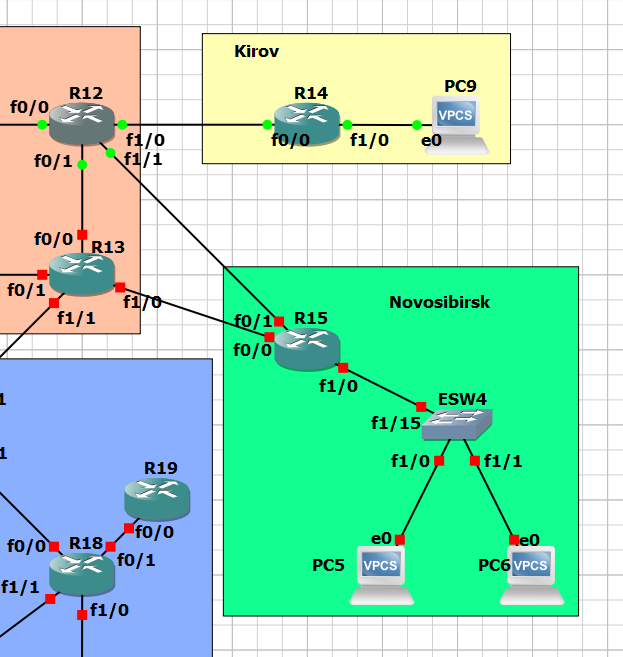 Kirov
R12
f0/0
f1/0
f1/1
f0/1
R14
f0/0
f1/0
PC9
VPCS
e0
f0/0
R13
f0/1
f1/0
f1/1
Novosibirsk
f0/1
R15
f0/0
f1/0
ESW4
f1/15
f1/0
f1/1
e0
e0
PC5
VPCS
PC6
VPCS
1
1
R19
f0/0
f0/0
R18
f0/1
f1/1
f1/0